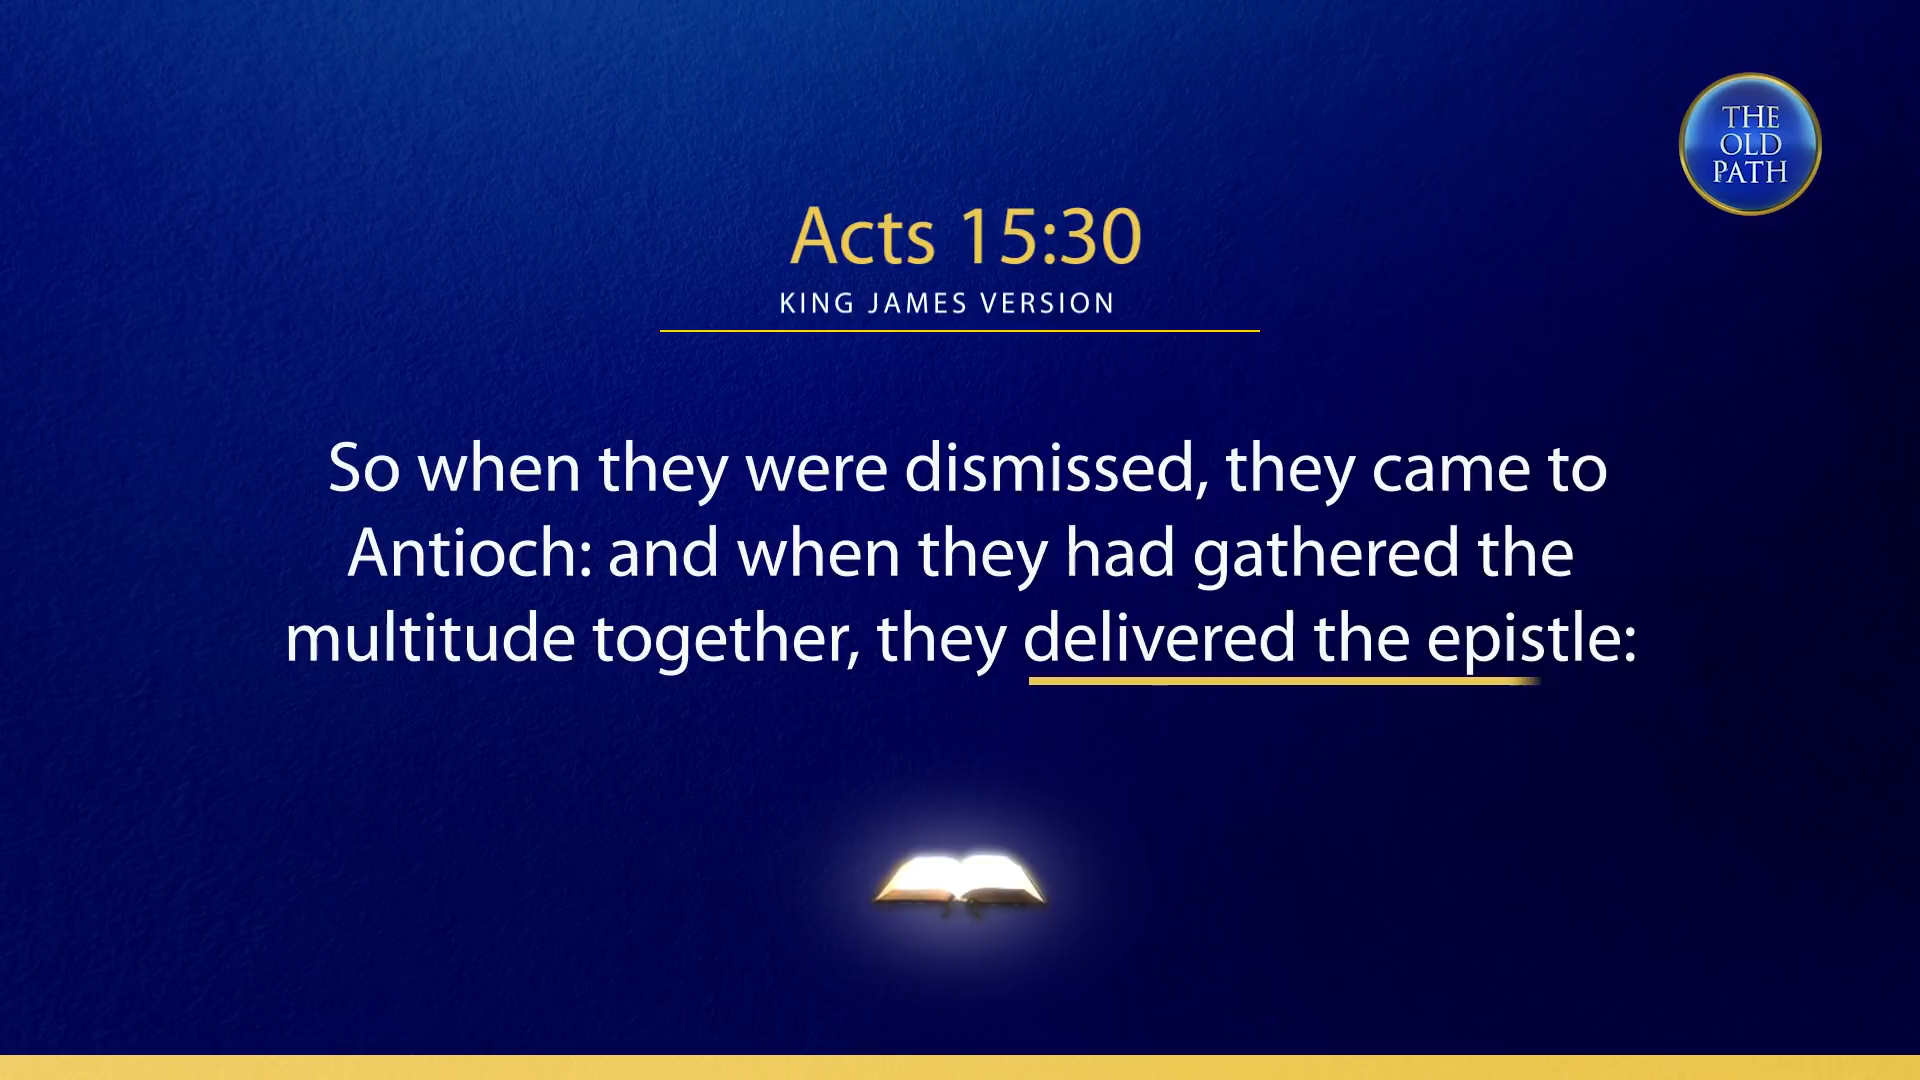 THE
OLD
PATH
Acts 15:30
KING JAMES VERSION
So when they were dismissed, they came to
Antioch: and when they had gathered the
multitude together, they delivered the epistle: